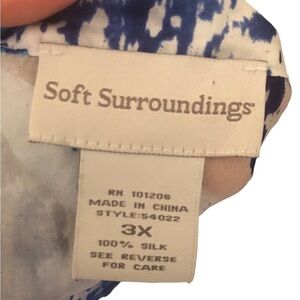 Soft Surroundings®
RN 101206
MADE IN CHINA
STYLE:54022
3X
100% SILK
SEE REVERSE
FOR CARE